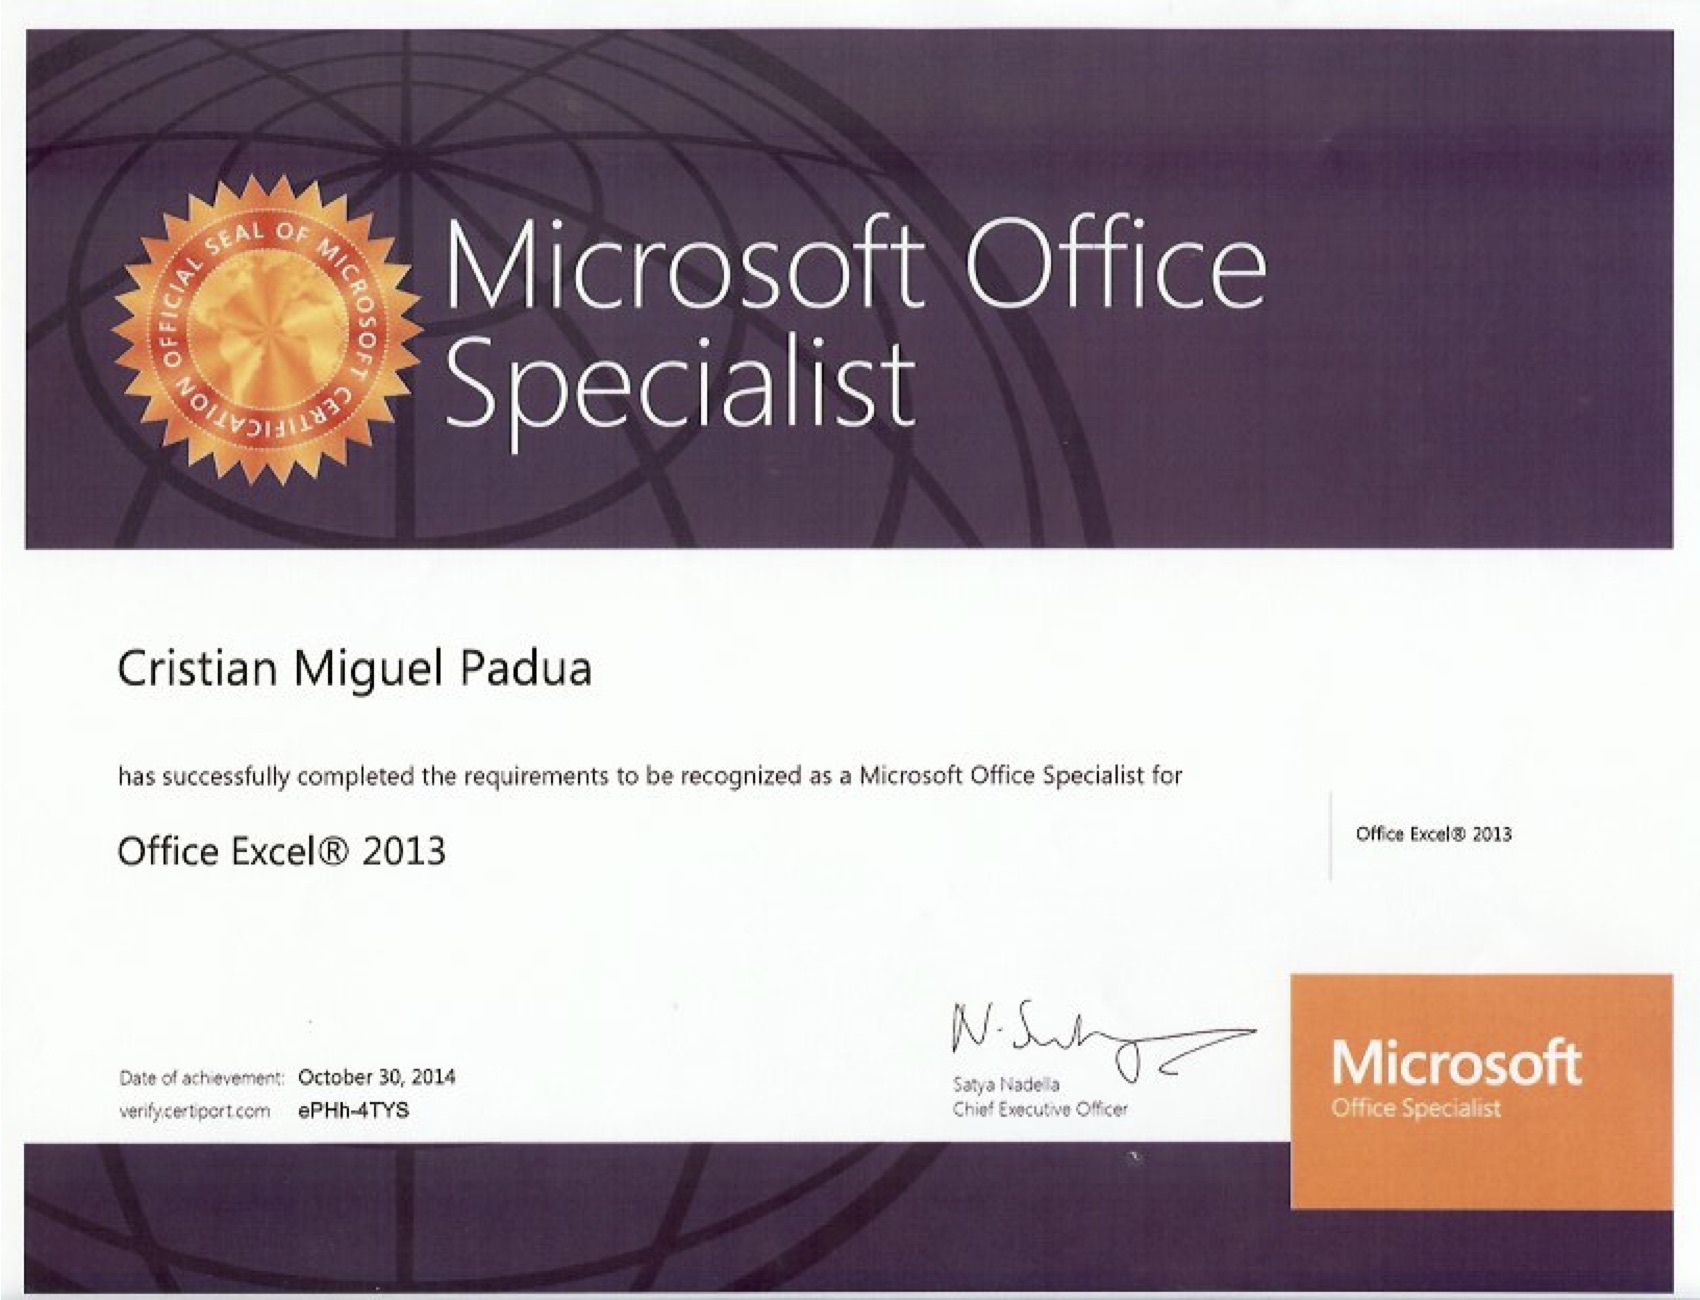 OFFICIAL SEAL OF MICROSOFT CERTIFICATION
Microsoft Office
Specialist
Cristian Miguel Padua
has successfully completed the requirements to be recognized as a Microsoft Office Specialist for
Office Excel® 2013
Office Excel® 2013
Date of achievement: October 30, 2014
verify.certiport.com ePHh-4TYS
N. Satya
Satya Nadella
Chief Executive Officer
Microsoft
Office Specialist